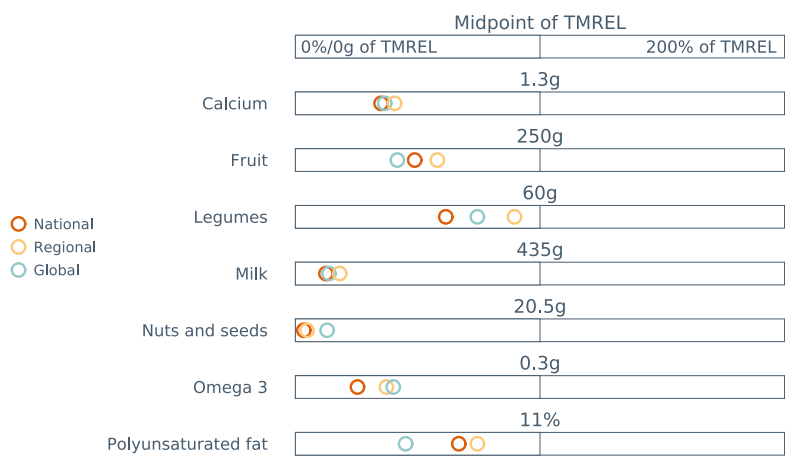 Midpoint of TMREL
0%/0g of TMREL
200% of TMREL
1.3g
Calcium
250g
Fruit
60g
Legumes
National
Regional
Global
435g
Milk
20.5g
Nuts and seeds
0.3g
Omega 3
11%
Polyunsaturated fat